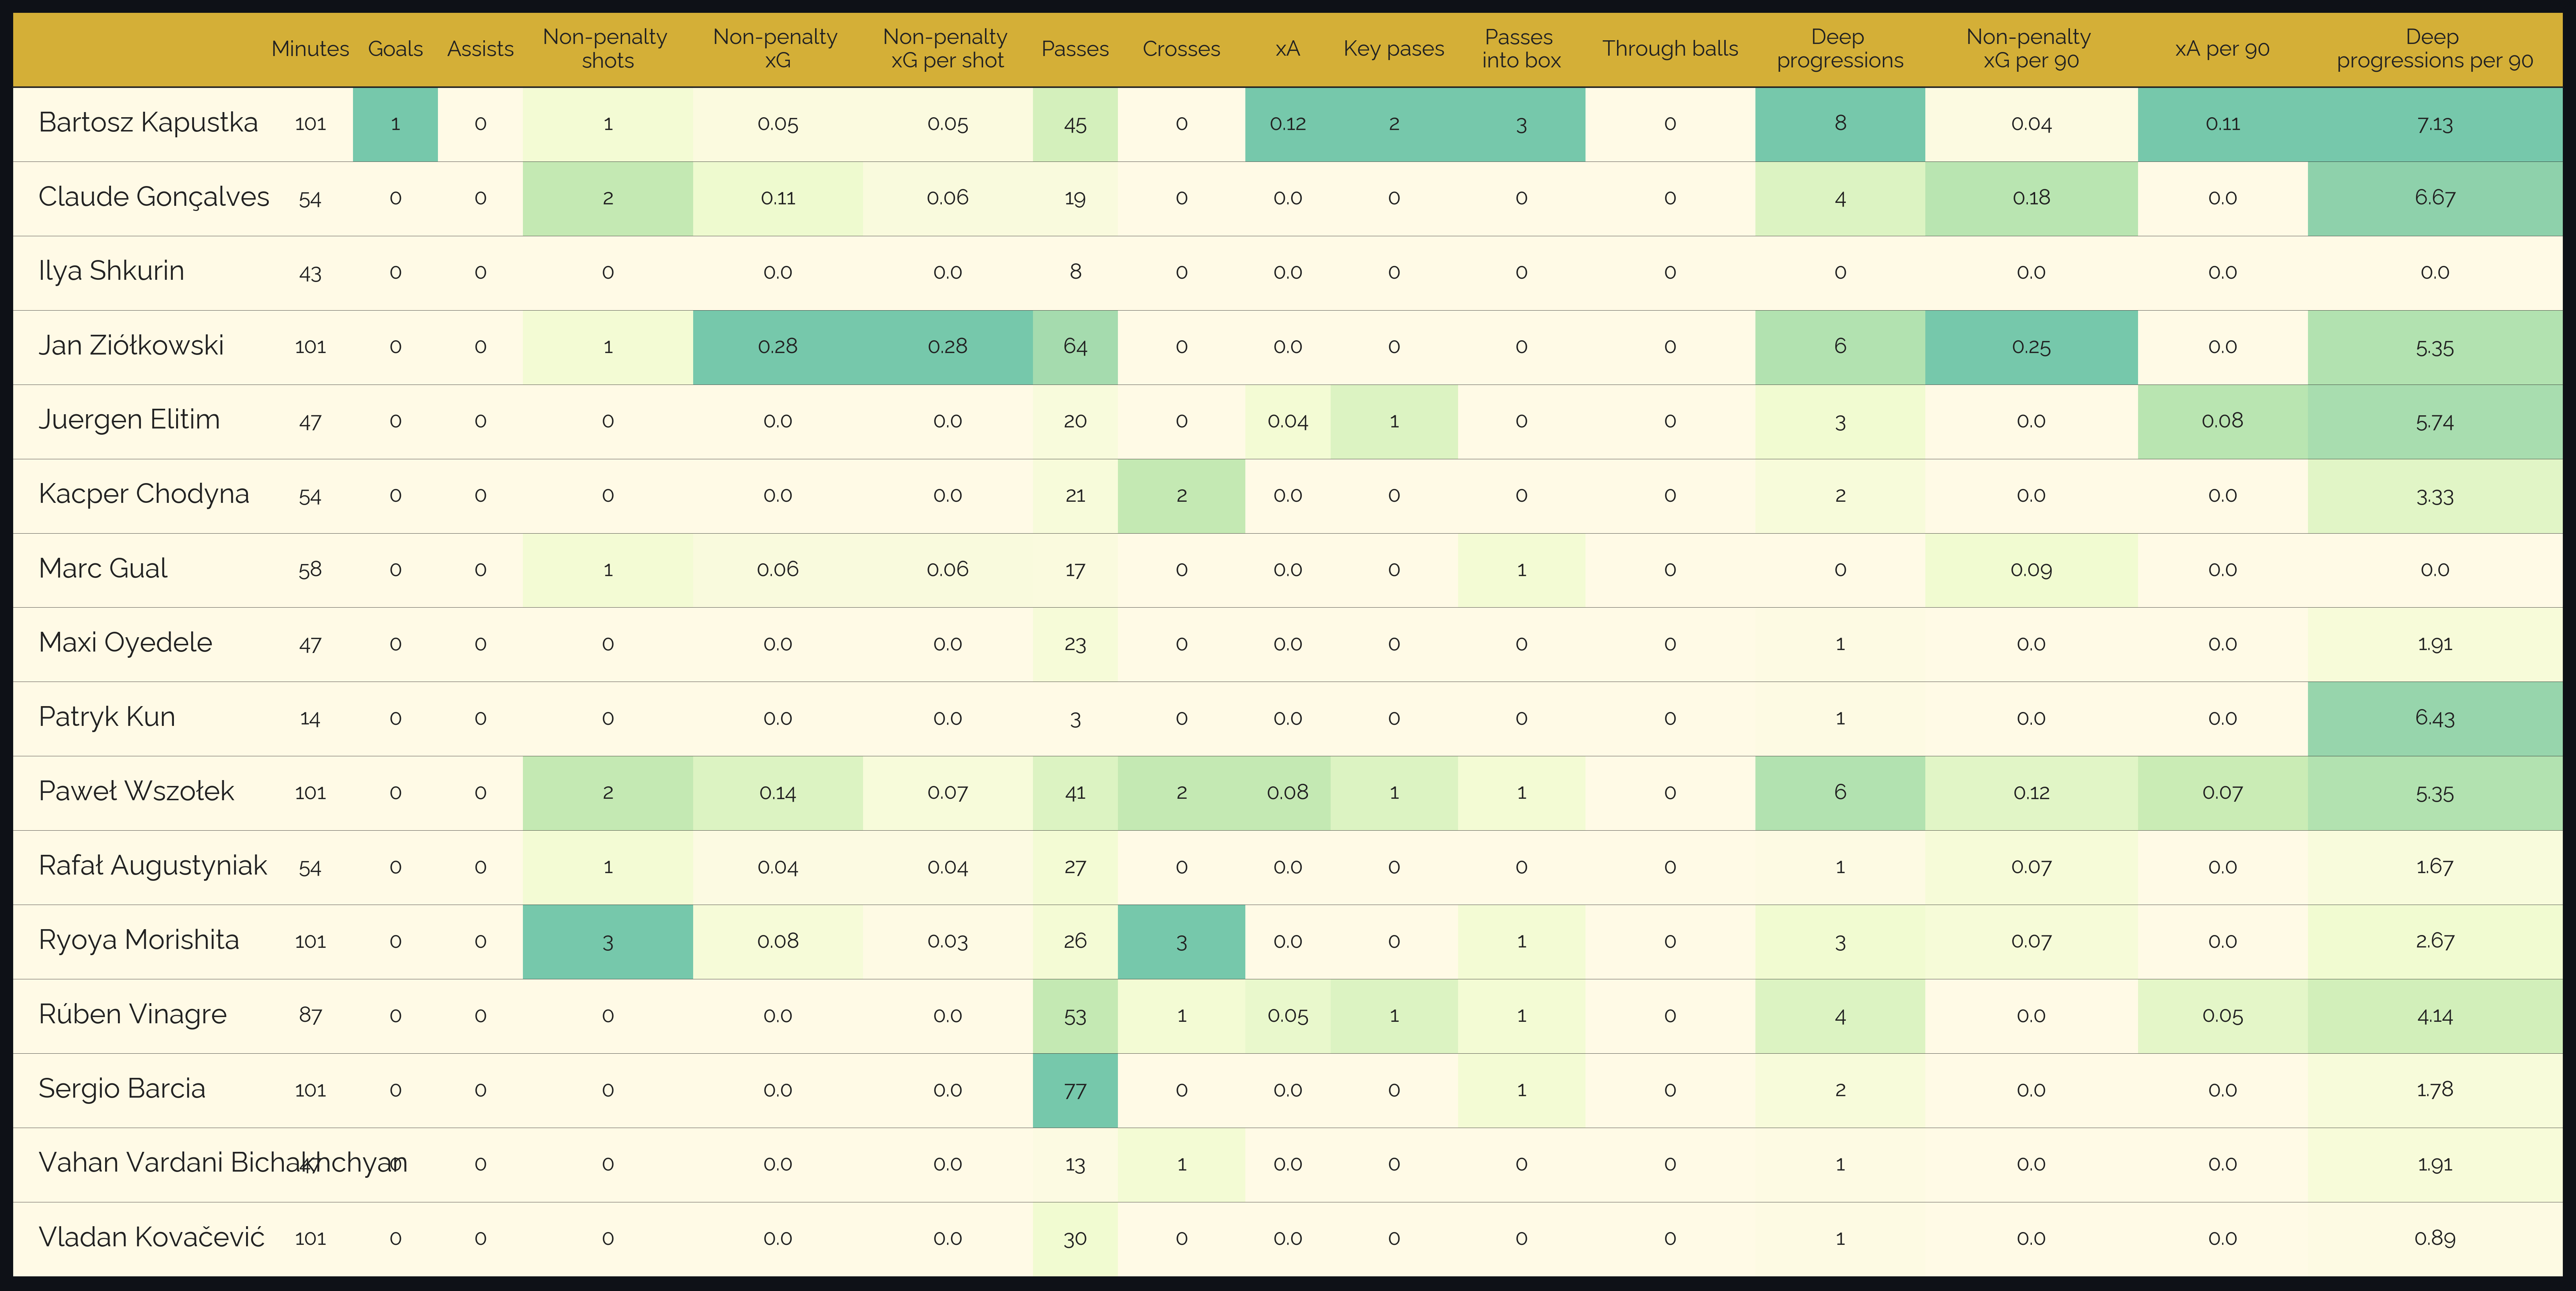 Minutes Goals Assists Non-penalty shots Non-penalty xG Non-penalty xG per shot Passes Crosses xA Key pases Passes into box Through balls Deep progressions Non-penalty xG per 90 xA per 90 Deep progressions per 90
Bartosz Kapustka 101 1 0 1 0.05 0.05 45 0 0.12 2 3 0 8 0.04 0.11 7.13
Claude Gonçalves 54 0 0 2 0.11 0.06 19 0 0.0 0 0 0 4 0.18 0.0 6.67
Ilya Shkurin 43 0 0 0 0.0 0.0 8 0 0.0 0 0 0 0 0.0 0.0 0.0
Jan Ziółkowski 101 0 0 1 0.28 0.28 64 0 0.0 0 0 0 6 0.25 0.0 5.35
Juergen Elitim 47 0 0 0 0.0 0.0 20 0 0.04 1 0 0 3 0.0 0.08 5.74
Kacper Chodyna 54 0 0 0 0.0 0.0 21 2 0.0 0 0 0 2 0.0 0.0 3.33
Marc Gual 58 0 0 1 0.06 0.06 17 0 0.0 0 1 0 0 0.09 0.0 0.0
Maxi Oyedele 47 0 0 0 0.0 0.0 23 0 0.0 0 0 0 1 0.0 0.0 1.91
Patryk Kun 14 0 0 0 0.0 0.0 3 0 0.0 0 0 0 1 0.0 0.0 6.43
Paweł Wszołek 101 0 0 2 0.14 0.07 41 2 0.08 1 1 0 6 0.12 0.07 5.35
Rafał Augustyniak 54 0 0 1 0.04 0.04 27 0 0.0 0 0 0 1 0.07 0.0 1.67
Ryoya Morishita 101 0 0 3 0.08 0.03 26 3 0.0 0 1 0 3 0.07 0.0 2.67
Rúben Vinagre 87 0 0 0 0.0 0.0 53 1 0.05 1 1 0 4 0.0 0.05 4.14
Sergio Barcia 101 0 0 0 0.0 0.0 77 0 0.0 0 1 0 2 0.0 0.0 1.78
Vahan Vardani Bichakhchyan 47 0 0 0 0.0 0.0 13 1 0.0 0 0 0 1 0.0 0.0 1.91
Vladan Kovačević 101 0 0 0 0.0 0.0 30 0 0.0 0 0 0 1 0.0 0.0 0.89